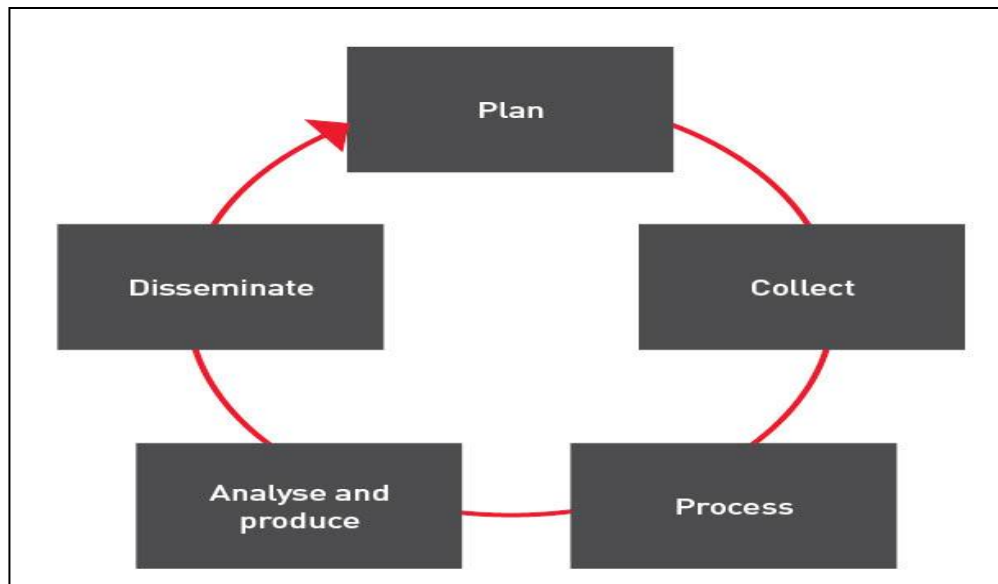 Plan
Collect
Process
Analyse and
produce
Disseminate